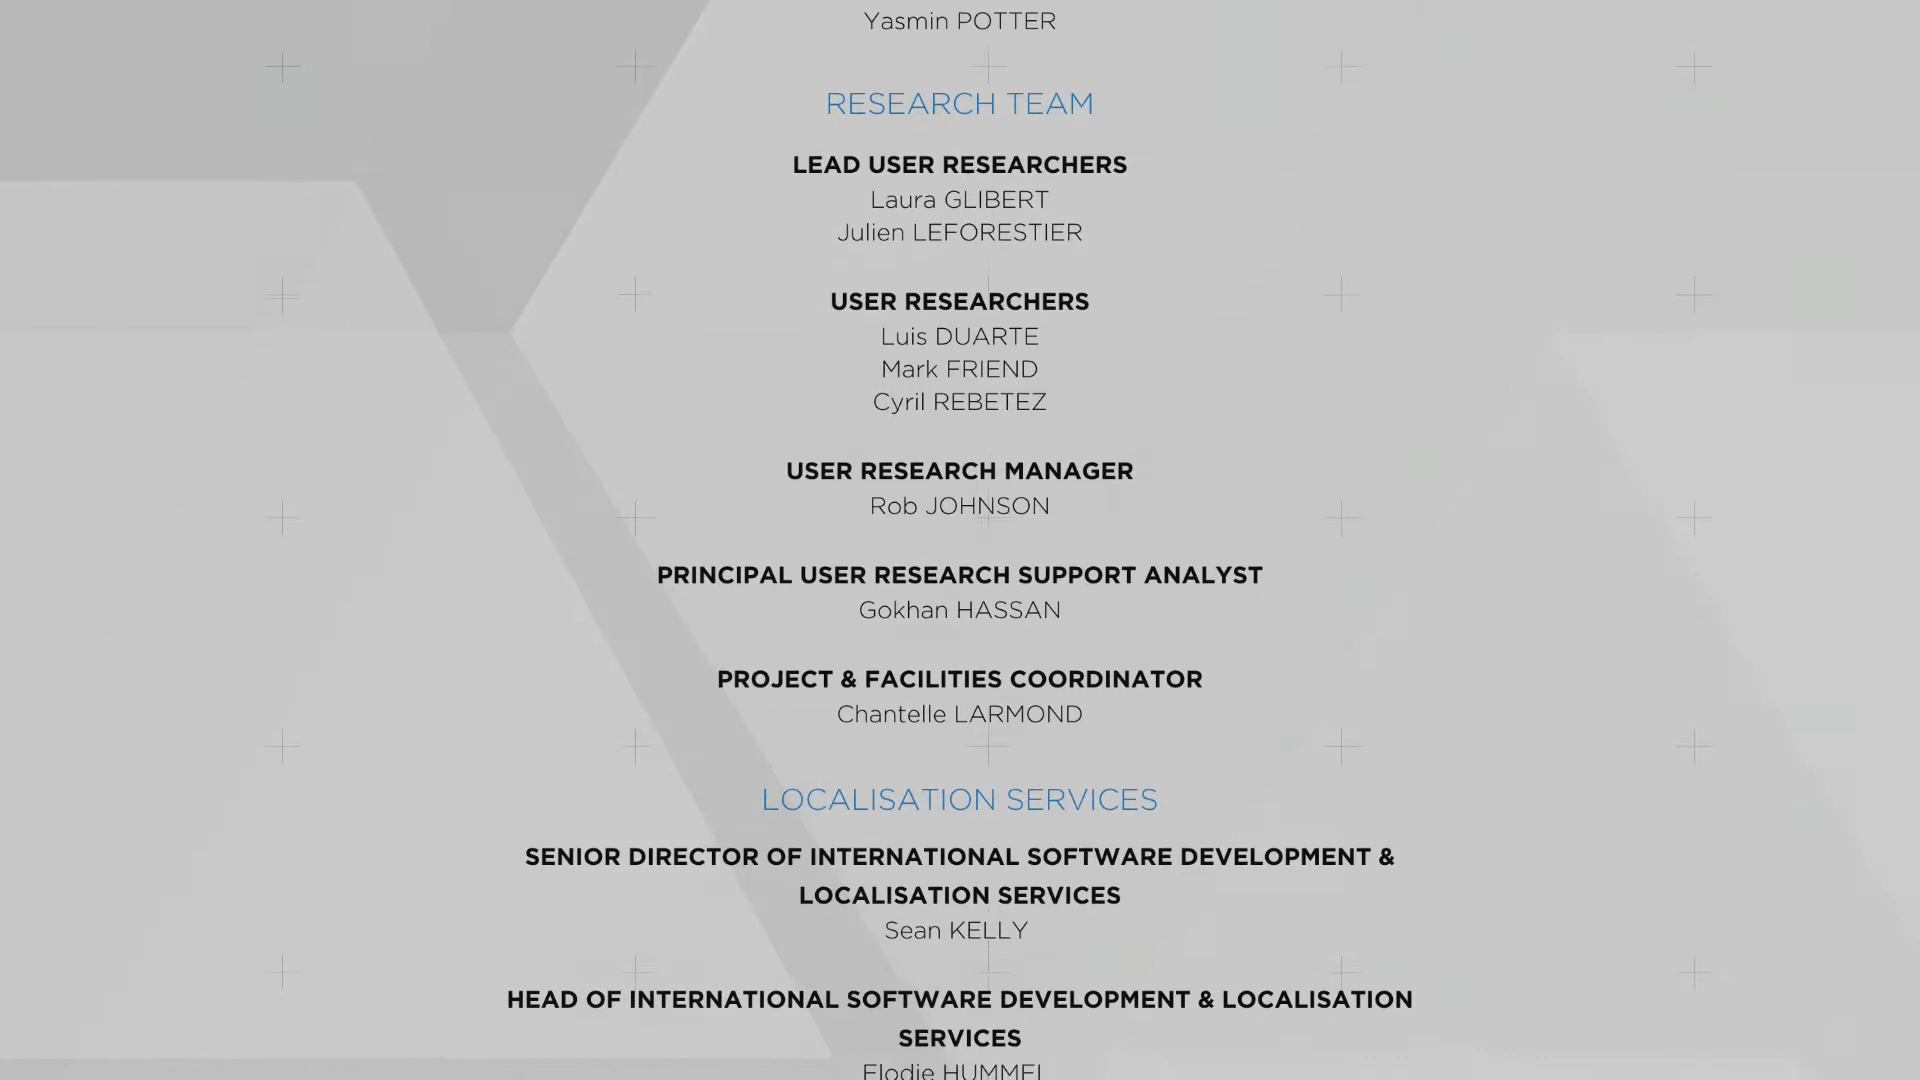 Yasmin POTTER
RESEARCH TEAM
LEAD USER RESEARCHERS
Laura GLIBERT
Julien LEFORESTIER
USER RESEARCHERS
Luis DUARTE
Mark FRIEND
Cyril REBETEZ
USER RESEARCH MANAGER
Rob JOHNSON
PRINCIPAL USER RESEARCH SUPPORT ANALYST
Gokhan HASSAN
PROJECT & FACILITIES COORDINATOR
Chantelle LARMOND
LOCALISATION SERVICES
SENIOR DIRECTOR OF INTERNATIONAL SOFTWARE DEVELOPMENT &
LOCALISATION SERVICES
Sean KELLY
HEAD OF INTERNATIONAL SOFTWARE DEVELOPMENT & LOCALISATION
SERVICES
Elodie HUMMEL